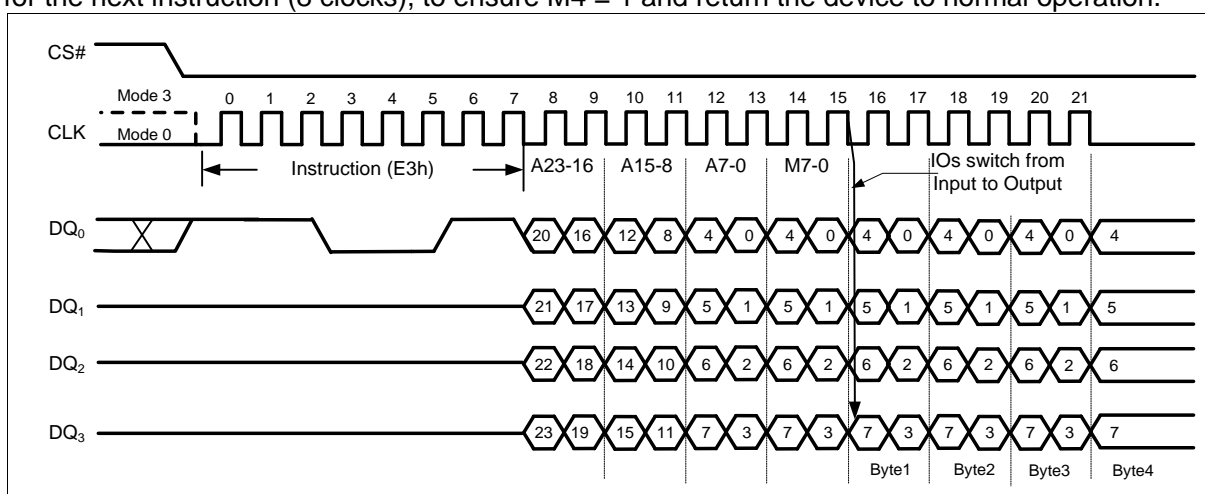 for the next instruction (8 clocks), to ensure M4 = 1 and return the device to normal operation.
CS#
Mode 3 0 1 2 3 4 5 6 7 8 9 10 11 12 13 14 15 16 17 18 19 20 21
CLK Mode 0
Instruction (E3h) A23-16 A15-8 A7-0 M7-0 IOs switch from
Input to Output
DQ0 20 16 12 8 4 0 4 0 4 0 4 0 4 0 4
DQ1 21 17 13 9 5 1 5 1 5 1 5 1 5 1 5
DQ2 22 18 14 10 6 2 6 2 6 2 6 2 6 2 6
DQ3 23 19 15 11 7 3 7 3 7 3 7 3 7 3 7
Byte1 Byte2 Byte3 Byte4